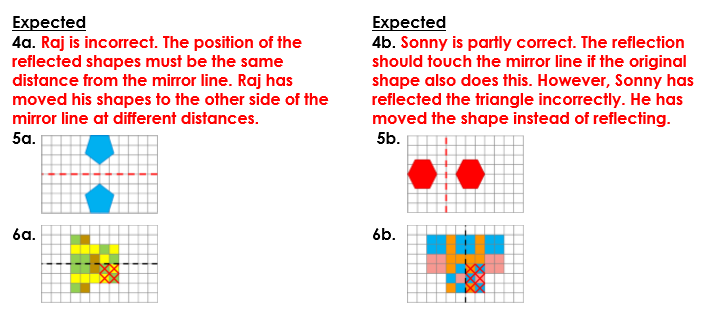 Expected
4a. Raj is incorrect. The position of the
reflected shapes must be the same
distance from the mirror line. Raj has
moved his shapes to the other side of the
mirror line at different distances.
5a.
6a.
Expected
4b. Sonny is partly correct. The reflection
should touch the mirror line if the original
shape also does this. However, Sonny has
reflected the triangle incorrectly. He has
moved the shape instead of reflecting.
5b.
6b.